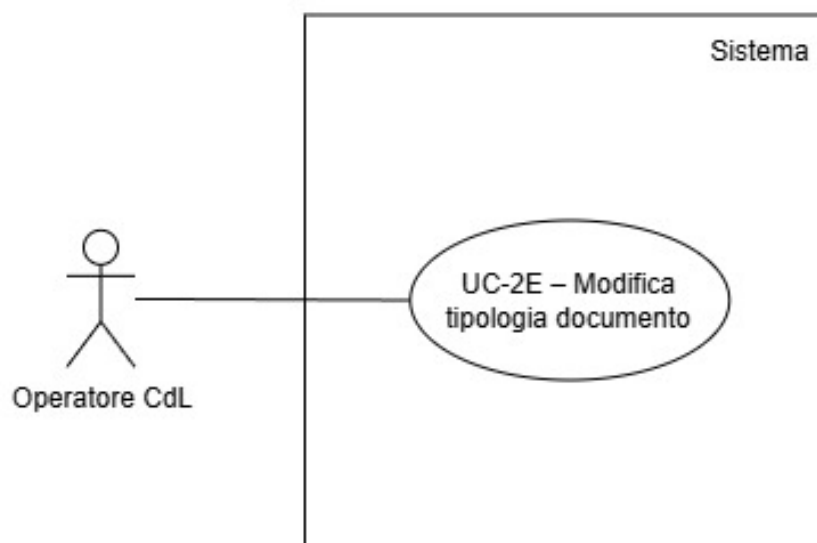 Sistema
UC-2E – Modifica
tipologia documento
Operatore CdL